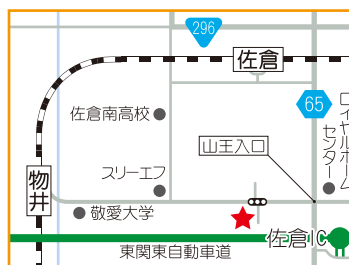 296
佐倉
65
佐倉南高校
ロイヤルホーム
センター
山王入口
スリーエフ
物井
敬愛大学
佐倉IC
東関東自動車道